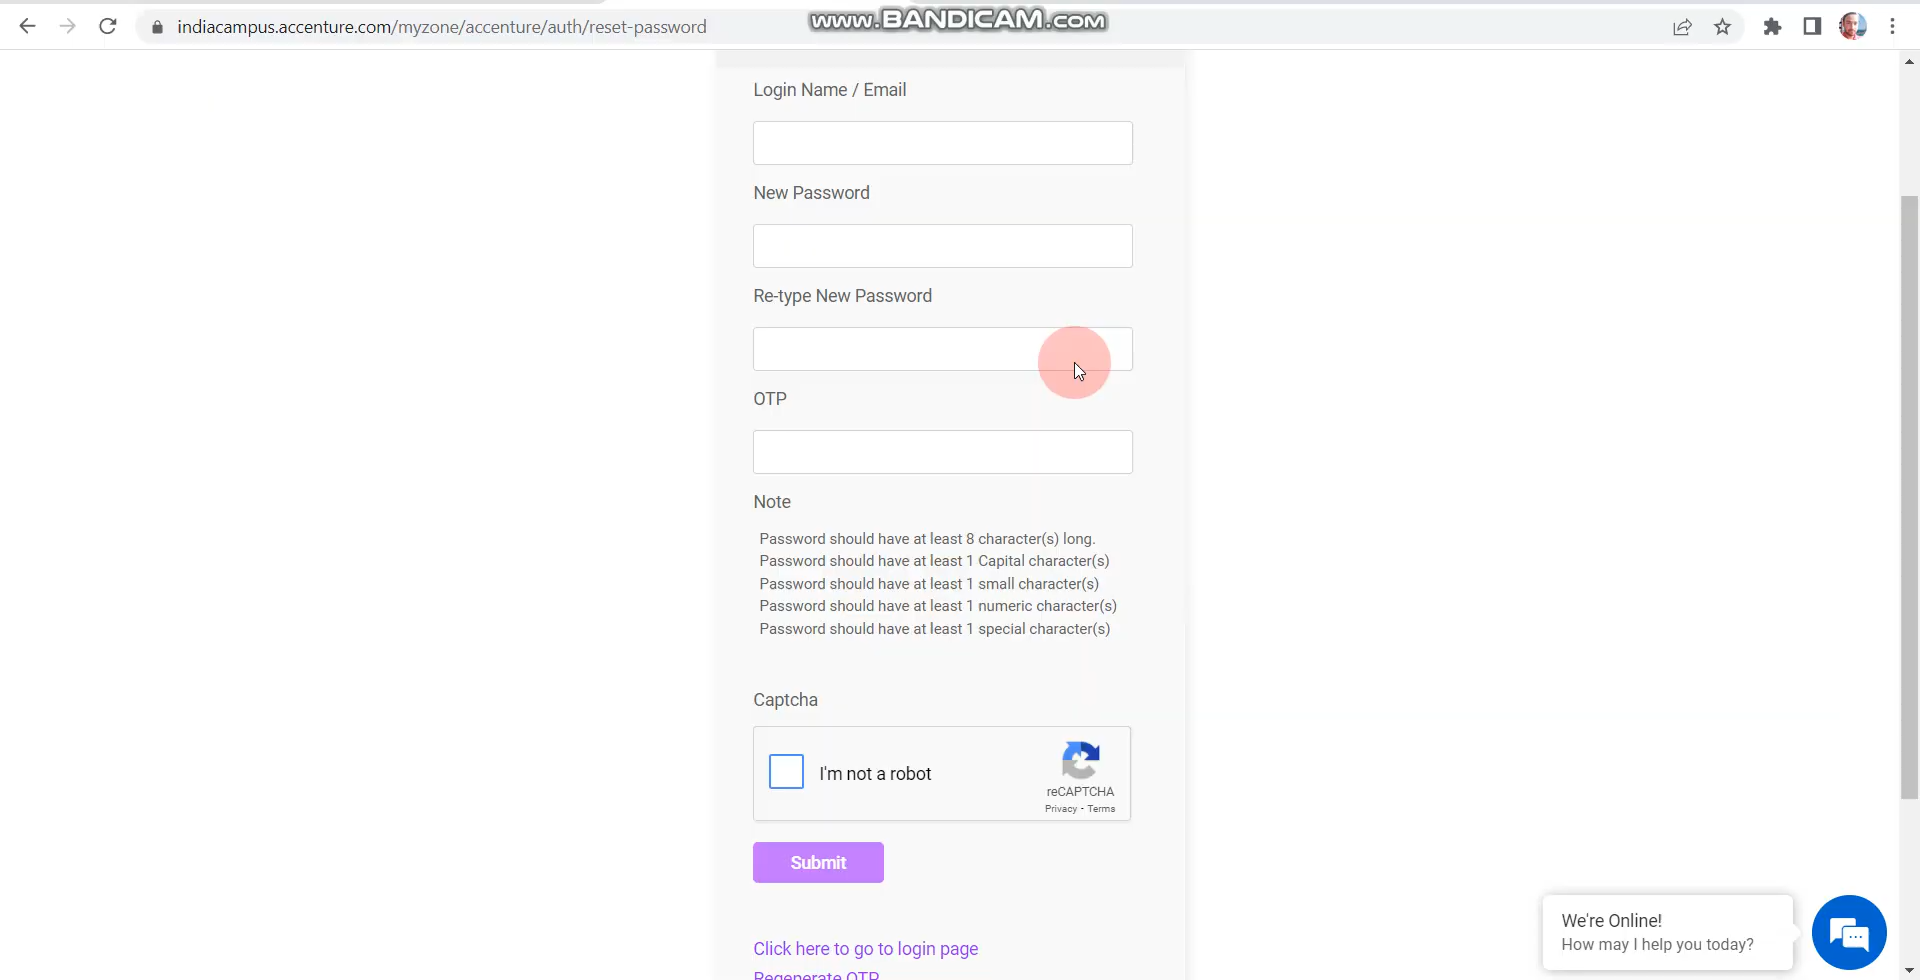 indiacampus.accenture.com/myzone/accenture/auth/reset-password
www.BANDICAM.com
Login Name / Email
New Password
Re-type New Password
OTP
Note
Password should have at least 8 character(s) long.
Password should have at least 1 Capital character(s)
Password should have at least 1 small character(s)
Password should have at least 1 numeric character(s)
Password should have at least 1 special character(s)
Captcha
I'm not a robot
reCAPTCHA
Privacy - Terms
Submit
We're Online!
How may I help you today?
Click here to go to login page
Regenerate OTP